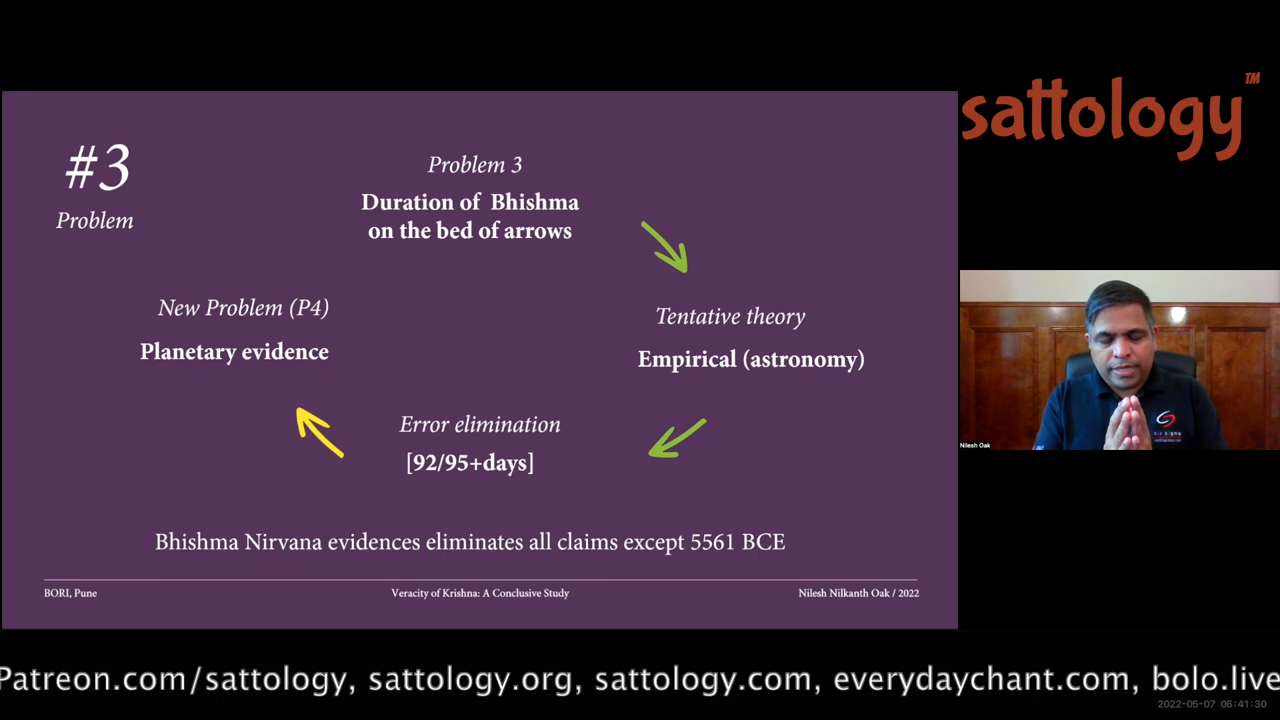 sattology™
#3
Problem
Problem 3
Duration of Bhishma
on the bed of arrows
New Problem (P4)
Planetary evidence
Tentative theory
Empirical (astronomy)
Error elimination
[92/95+days]
Bhishma Nirvana evidences eliminates all claims except 5561 BCE
BORI, Pune
Veracity of Krishna: A Conclusive Study
Nilesh Nilkanth Oak / 2022
Nilesh Oak
Patreon.com/sattology, sattology.org, sattology.com, everydaychant.com, bolo.live
2022-05-07 06:41:30